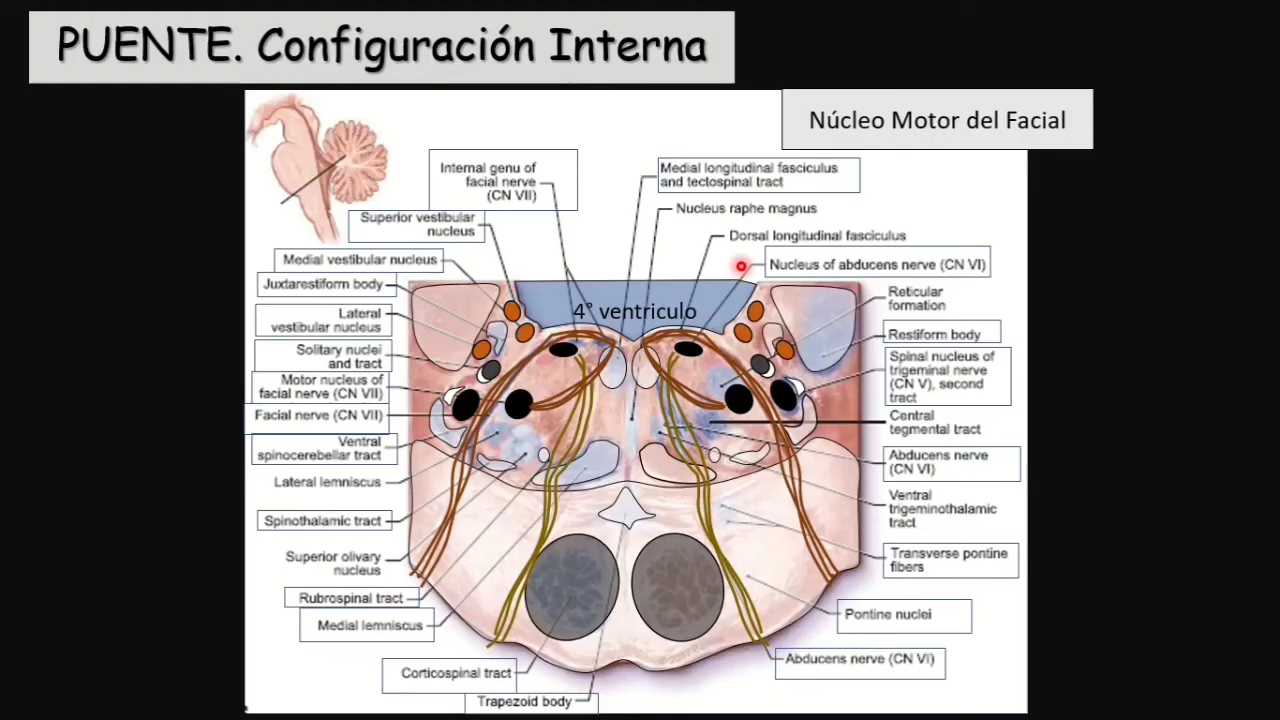 PUENTE. Configuración Interna
Núcleo Motor del Facial
Internal genu of
facial nerve
(CN VII)
Superior vestibular
nucleus
Medial vestibular nucleus
Juxtarestiform body
Lateral
vestibular nucleus
Solitary nuclei
and tract
Motor nucleus of
facial nerve (CN VII)
Facial nerve (CN VII)
Ventral
spinocerebellar tract
Lateral lemniscus
Spinothalamic tract
Superior olivary
nucleus
Rubrospinal tract
Medial lemniscus
Corticospinal tract
Trapezoid body
4° ventriculo
Medial longitudinal fasciculus
and tectospinal tract
Nucleus raphe magnus
Dorsal longitudinal fasciculus
Nucleus of abducens nerve (CN VI)
Reticular
formation
Restiform body
Spinal nucleus of
trigeminal nerve
(CN V), second
tract
Central
tegmental tract
Abducens nerve
(CN VI)
Ventral
trigeminothalamic
tract
Transverse pontine
fibers
Pontine nuclei
Abducens nerve (CN VI)